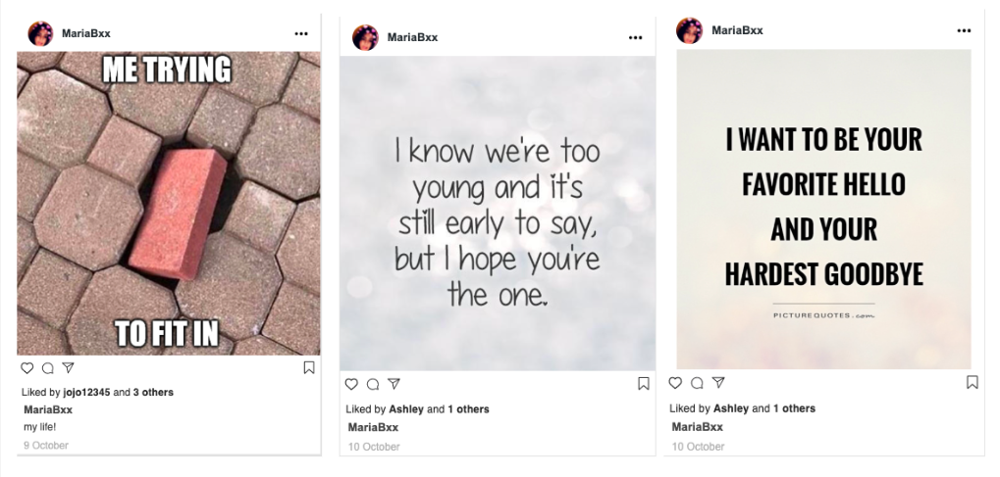 MariaBxx
ME TRYING
TO FIT IN
Liked by jojo12345 and 3 others
MariaBxx
my life!
9 October
MariaBxx
I know we're too
young and it's
still early to say,
but I hope you're
the one.
Liked by Ashley and 1 others
MariaBxx
10 October
MariaBxx
I WANT TO BE YOUR
FAVORITE HELLO
AND YOUR
HARDEST GOODBYE
PICTUREQUOTES.com
Liked by Ashley and 1 others
MariaBxx
10 October